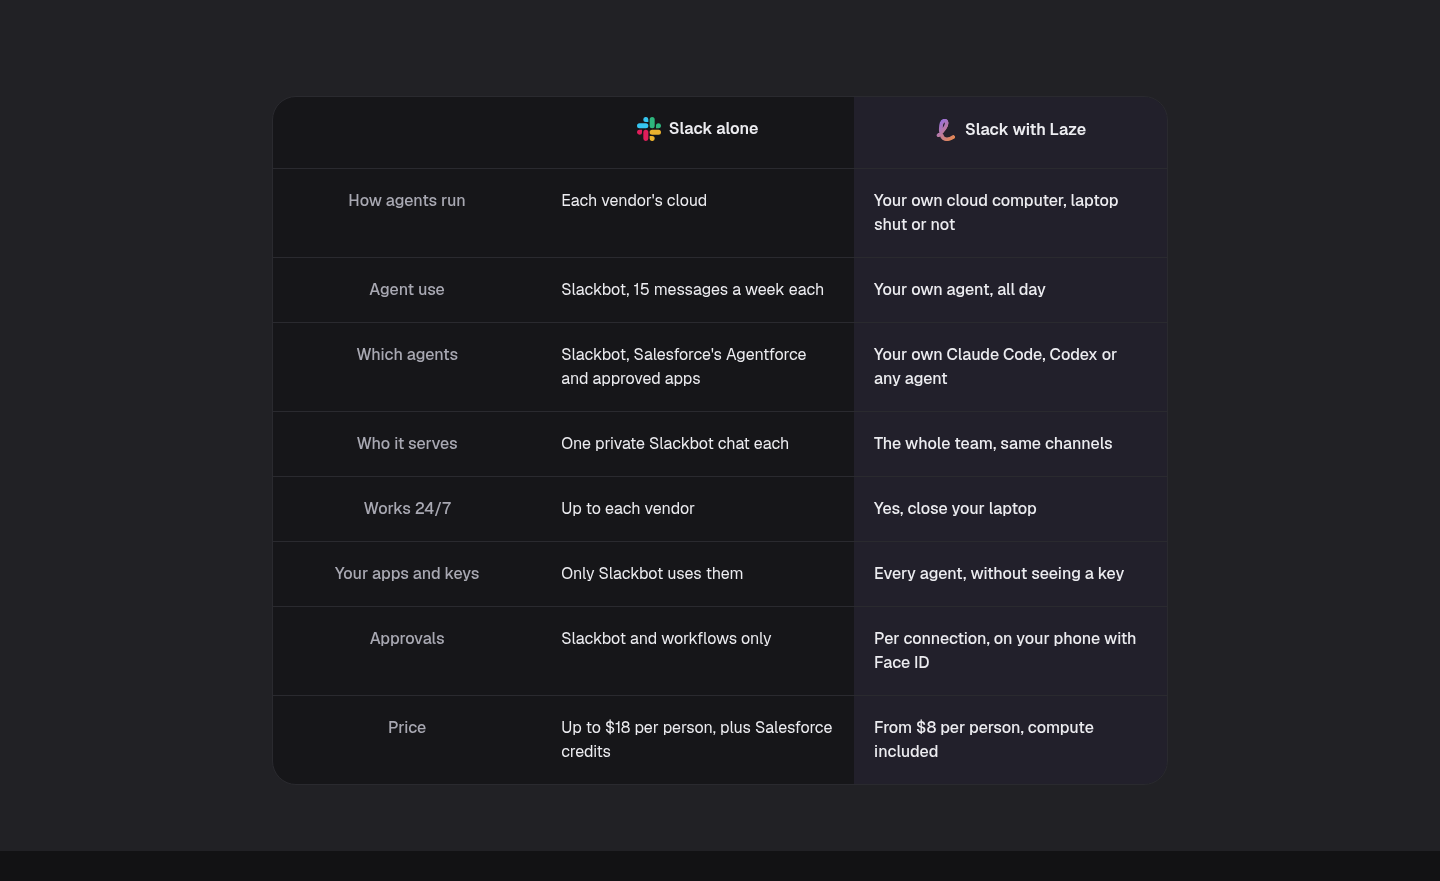 Slack alone
Slack with Laze
How agents run
Each vendor's cloud
Your own cloud computer, laptop
shut or not
Agent use
Slackbot, 15 messages a week each
Your own agent, all day
Which agents
Slackbot, Salesforce's Agentforce
and approved apps
Your own Claude Code, Codex or
any agent
Who it serves
One private Slackbot chat each
The whole team, same channels
Works 24/7
Up to each vendor
Yes, close your laptop
Your apps and keys
Only Slackbot uses them
Every agent, without seeing a key
Approvals
Slackbot and workflows only
Per connection, on your phone with
Face ID
Price
Up to $18 per person, plus Salesforce
credits
From $8 per person, compute
included